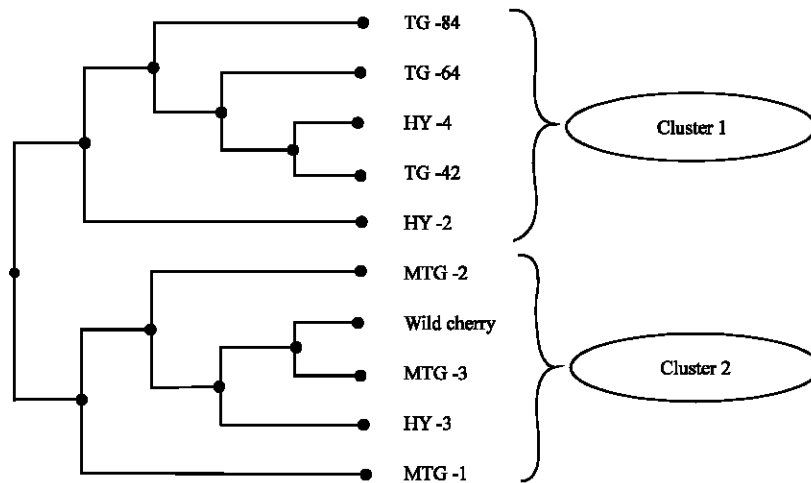 TG -84
TG -64
HY -4
TG -42
HY -2
Cluster 1
MTG -2
Wild cherry
MTG -3
HY -3
MTG -1
Cluster 2